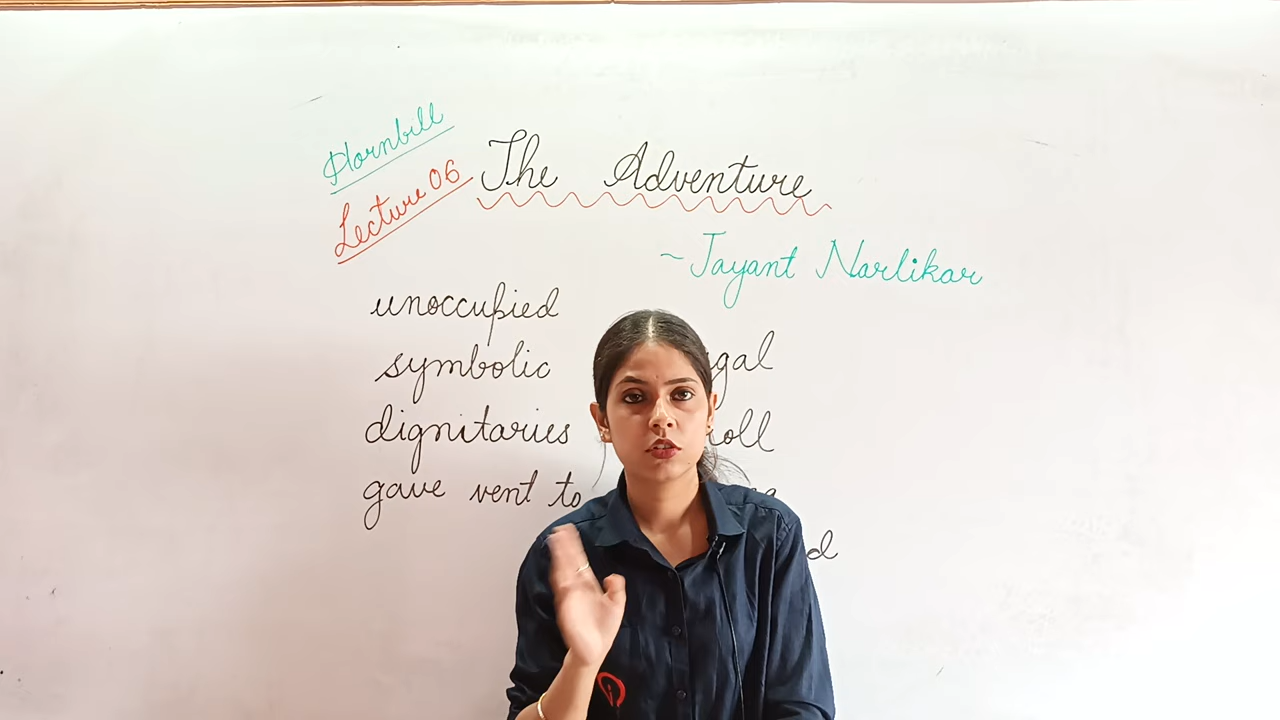 Hornbill
Lecture 06
The Adventure
~Jayant Narlikar
unoccupied
symbolic
dignitaries
gave vent to